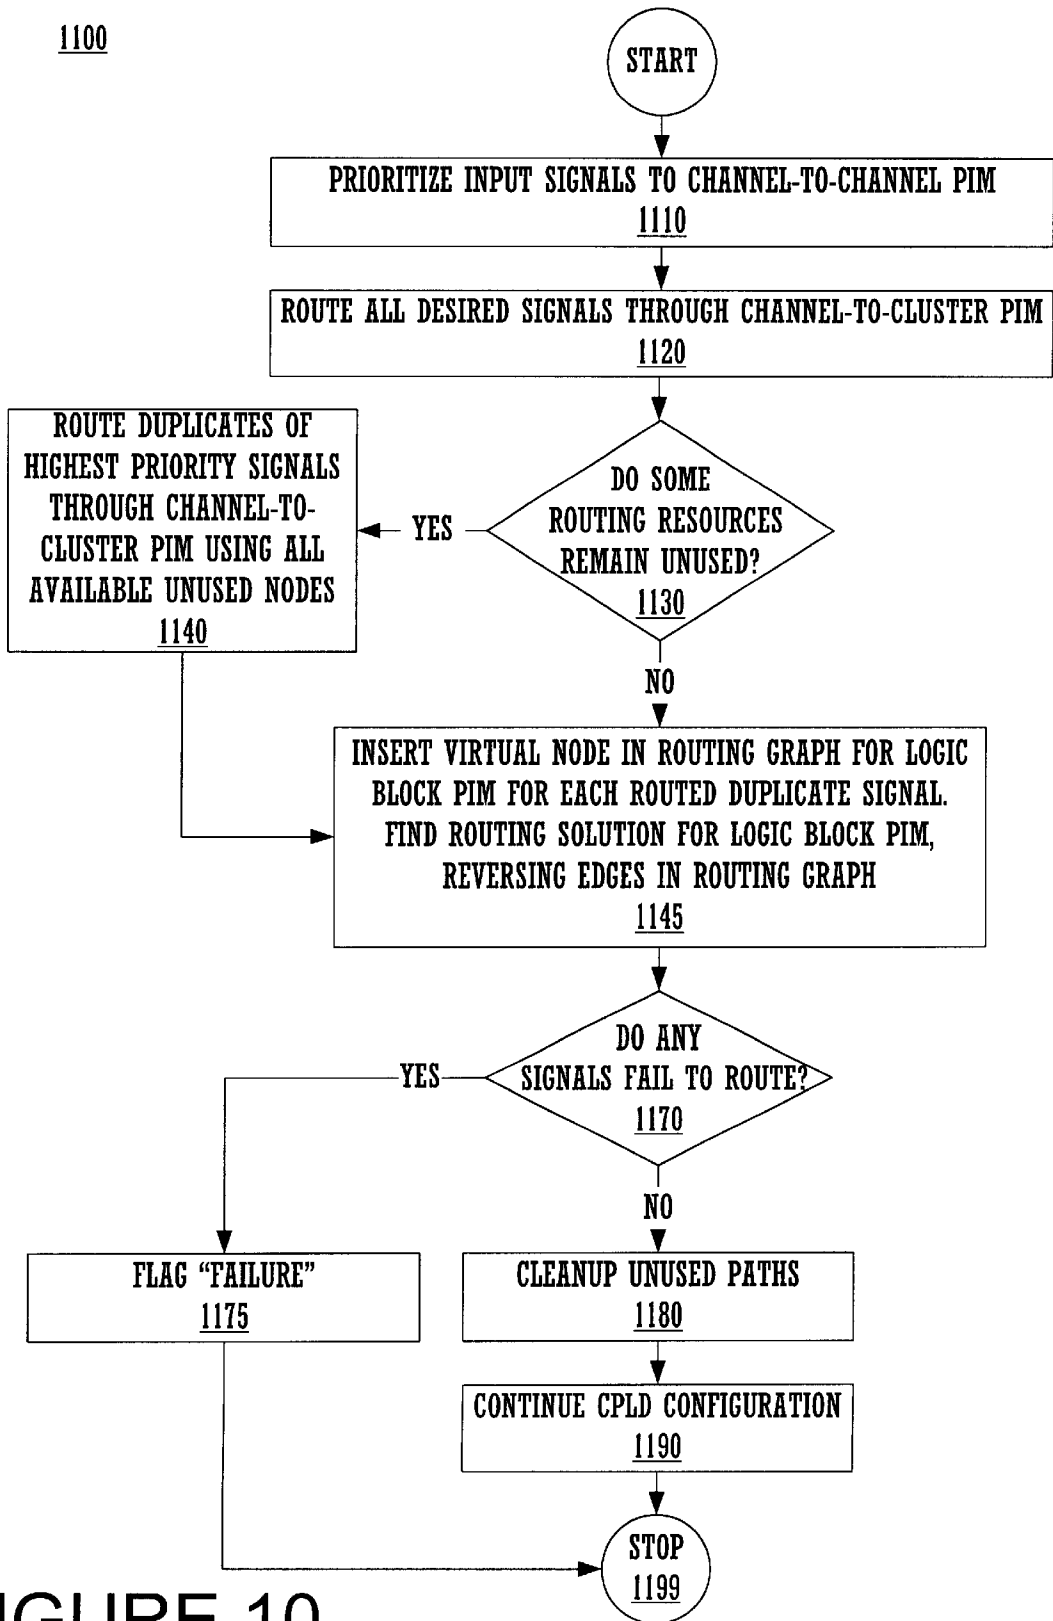 1100
START
PRIORITIZE INPUT SIGNALS TO CHANNEL-TO-CHANNEL PIM
1110
ROUTE ALL DESIRED SIGNALS THROUGH CHANNEL-TO-CLUSTER PIM
1120
ROUTE DUPLICATES OF
HIGHEST PRIORITY SIGNALS
THROUGH CHANNEL-TO-
CLUSTER PIM USING ALL
AVAILABLE UNUSED NODES
1140
YES
DO SOME
ROUTING RESOURCES
REMAIN UNUSED?
1130
NO
INSERT VIRTUAL NODE IN ROUTING GRAPH FOR LOGIC
BLOCK PIM FOR EACH ROUTED DUPLICATE SIGNAL.
FIND ROUTING SOLUTION FOR LOGIC BLOCK PIM,
REVERSING EDGES IN ROUTING GRAPH
1145
DO ANY
SIGNALS FAIL TO ROUTE?
1170
YES
NO
FLAG “FAILURE”
1175
CLEANUP UNUSED PATHS
1180
CONTINUE CPLD CONFIGURATION
1190
STOP
1199
IGURE 10